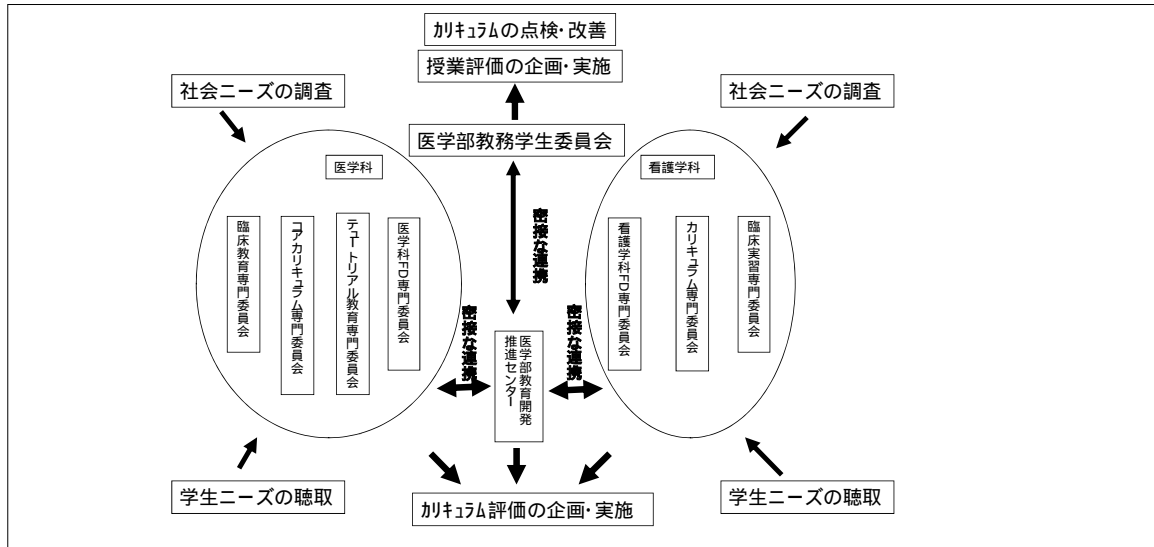 ｶﾘｷｭﾗﾑの点検・改善
授業評価の企画・実施
社会ニーズの調査
社会ニーズの調査
医学部教務学生委員会
医学科
看護学科
臨床教育専門委員会
コアカリキュラム専門委員会
テュートリアル教育専門委員会
医学科FD専門委員会
密接な連携
密接な連携
医学部教育開発
推進センター
密接な連携
看護学科FD専門委員会
カリキュラム専門委員会
臨床実習専門委員会
学生ニーズの聴取
ｶﾘｷｭﾗﾑ評価の企画・実施
学生ニーズの聴取